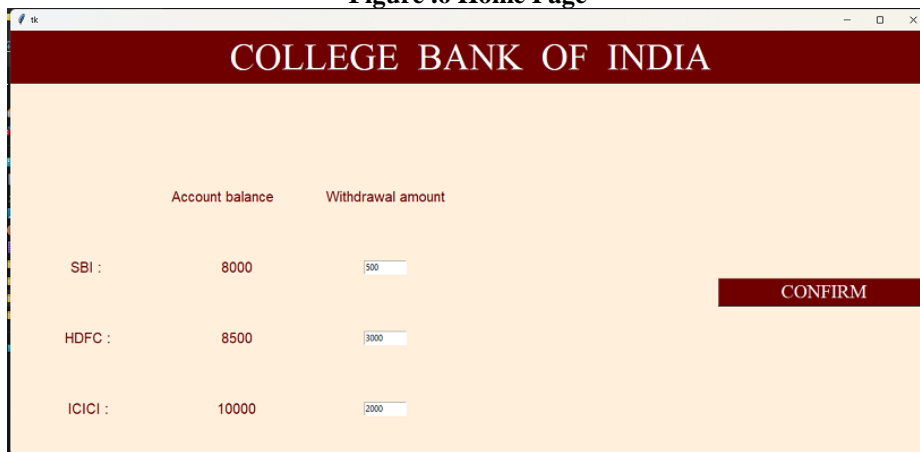 Figure .6 Home Page
tk
COLLEGE BANK OF INDIA
Account balance Withdrawal amount
SBI : 8000 500
CONFIRM
HDFC : 8500 3000
ICICI : 10000 2000